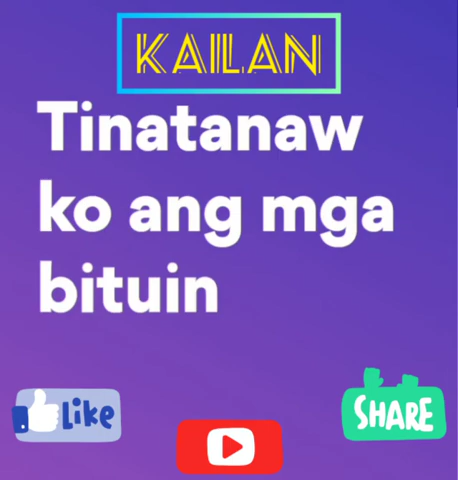 KAILAN
Tinatanaw
ko ang mga
bituin
Like
SHARE